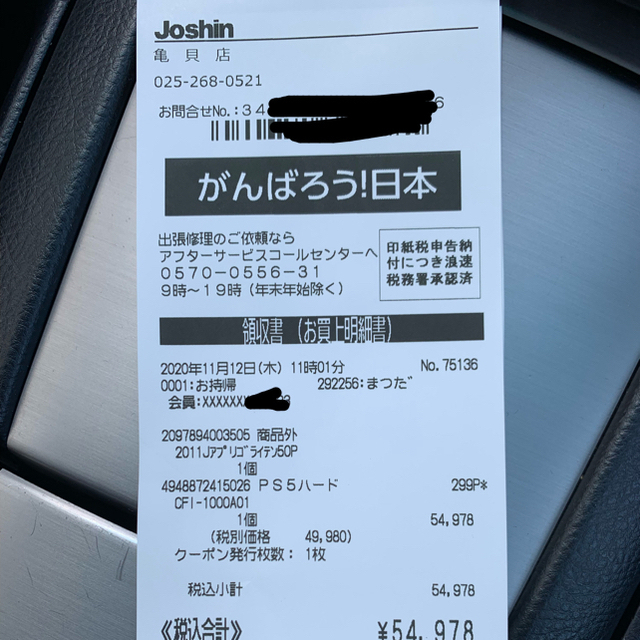 Joshin
亀貝店
025-268-0521
お問合せNo.:34 6
がんばろう!日本
出張修理のご依頼なら
アフターサービスコールセンターへ
0570-0556-31
9時～19時(年末年始除く)
印紙税申告納
付につき浪速
税務署承認済
領収書(お買上明細書)
2020年11月12日(木) 11時01分 No.75136
0001:お持帰 292256:まつだ
会員:XXXXXX
2097894003505 商品外
2011Jアプリゴライテン50P
1個
4948872415026 PS5ハード 299P*
CFI-1000A01
1個 54,978
(税別価格 49,980)
クーポン発行枚数: 1枚
税込小計 54,978
《税込合計》 ¥54,978